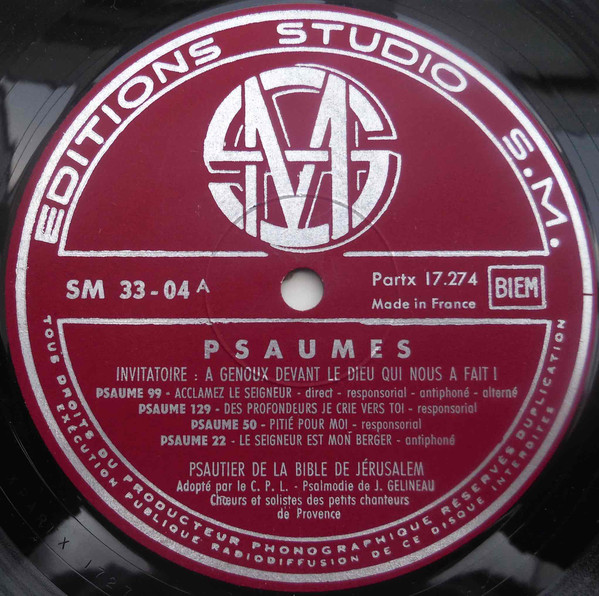 EDITIONS STUDIO S.M.
SMG
SM 33-04 A
Partx 17.274
Made in France
BIEM
PSAUMES
INVITATOIRE : A GENOUX DEVANT LE DIEU QUI NOUS A FAIT !
PSAUME 99 - ACCLAMEZ LE SEIGNEUR - direct - responsorial - antiphoné - alterné
PSAUME 129 - DES PROFONDEURS JE CRIE VERS TOI - responsorial
PSAUME 50 - PITIÉ POUR MOI - responsorial
PSAUME 22 - LE SEIGNEUR EST MON BERGER - antiphoné
PSAUTIER DE LA BIBLE DE JÉRUSALEM
Adopté par le C. P. L. - Psalmodie de J. GELINEAU
Chœurs et solistes des petits chanteurs
de Provence
TOUS DROITS DU PRODUCTEUR PHONOGRAPHIQUE RÉSERVÉS-DUPLICATION
EXÉCUTION PUBLIQUE RADIODIFFUSION DE CE DISQUE INTERDITES